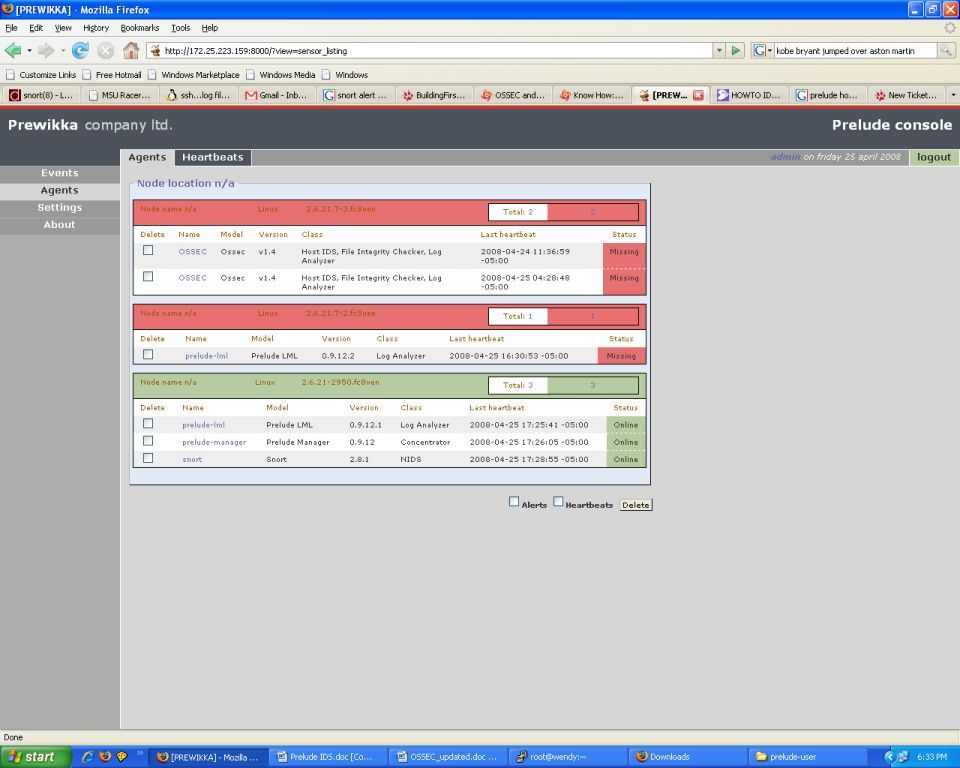 [PREWIKKA] - Mozilla Firefox
File Edit View History Bookmarks Tools Help
http://172.25.223.159:8000/?view=sensor_listing
kobe bryant jumped over aston martin
Customize Links Free Hotmail Windows Marketplace Windows Media Windows
snort(8) - L... MSU Racer... ssh...log fil... Gmail - Inb... snort alert ... BuildingFirs... OSSEC and... Know How:... [PREW... HOWTO ID... prelude ho... New Ticket...
Prewikka company ltd. Prelude console
Agents Heartbeats admin on friday 25 april 2008 logout
Events
Agents
Settings
About
Node location n/a
Node name n/a Linux 2.6.21.7-3.fc8xen Total: 2 2
Delete Name Model Version Class Last heartbeat Status
OSSEC Ossec v1.4 Host IDS, File Integrity Checker, Log Analyzer 2008-04-24 11:36:59 -05:00 Missing
OSSEC Ossec v1.4 Host IDS, File Integrity Checker, Log Analyzer 2008-04-25 04:28:48 -05:00 Missing
Node name n/a Linux 2.6.21.7-2.fc8xen Total: 1 1
Delete Name Model Version Class Last heartbeat Status
prelude-lml Prelude LML 0.9.12.2 Log Analyzer 2008-04-25 16:30:53 -05:00 Missing
Node name n/a Linux 2.6.21-2950.fc8xen Total: 3 3
Delete Name Model Version Class Last heartbeat Status
prelude-lml Prelude LML 0.9.12.1 Log Analyzer 2008-04-25 17:25:41 -05:00 Online
prelude-manager Prelude Manager 0.9.12 Concentrator 2008-04-25 17:26:05 -05:00 Online
snort Snort 2.8.1 NIDS 2008-04-25 17:28:55 -05:00 Online
Alerts Heartbeats Delete
Done
start [PREWIKKA] - Mozilla ... Prelude IDS.doc [Co... OSSEC_updated.doc ... root@wendy:~ Downloads prelude-user 6:33 PM